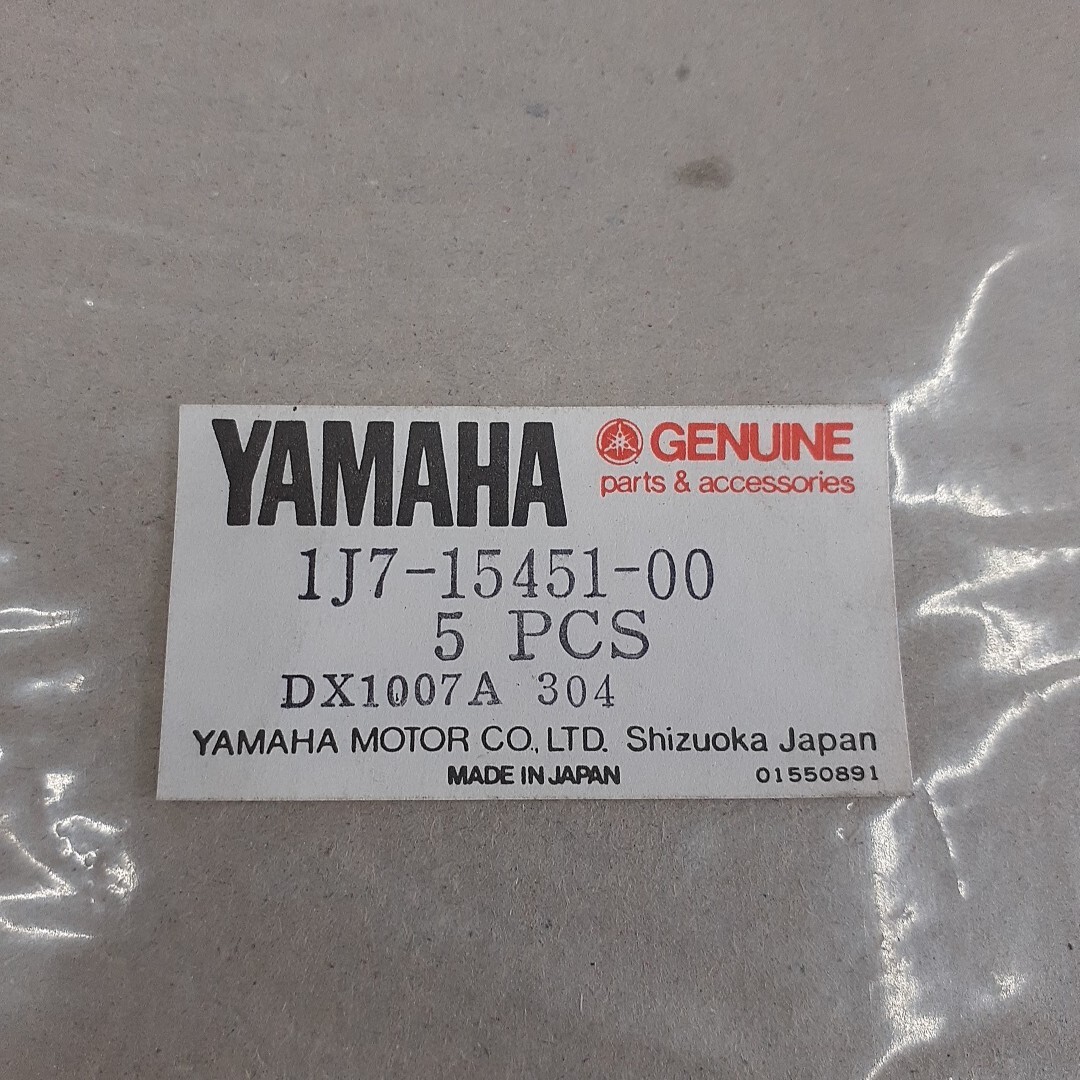 YAMAHA GENUINE
parts & accessories
1J7-15451-00
5 PCS
DX1007A 304
YAMAHA MOTOR CO., LTD. Shizuoka Japan
MADE IN JAPAN 01550891